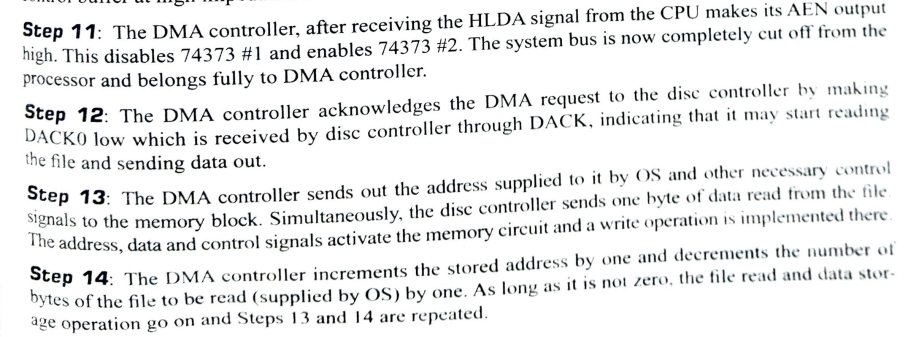 Step 11: The DMA controller, after receiving the HLDA signal from the CPU makes its AEN output
high. This disables 74373 #1 and enables 74373 #2. The system bus is now completely cut off from the
processor and belongs fully to DMA controller.
Step 12: The DMA controller acknowledges the DMA request to the disc controller by making
DACK0 low which is received by disc controller through DACK, indicating that it may start reading
the file and sending data out.
Step 13: The DMA controller sends out the address supplied to it by OS and other necessary control
signals to the memory block. Simultaneously, the disc controller sends one byte of data read from the file.
The address, data and control signals activate the memory circuit and a write operation is implemented there.
Step 14: The DMA controller increments the stored address by one and decrements the number of
bytes of the file to be read (supplied by OS) by one. As long as it is not zero, the file read and data stor-
age operation go on and Steps 13 and 14 are repeated.